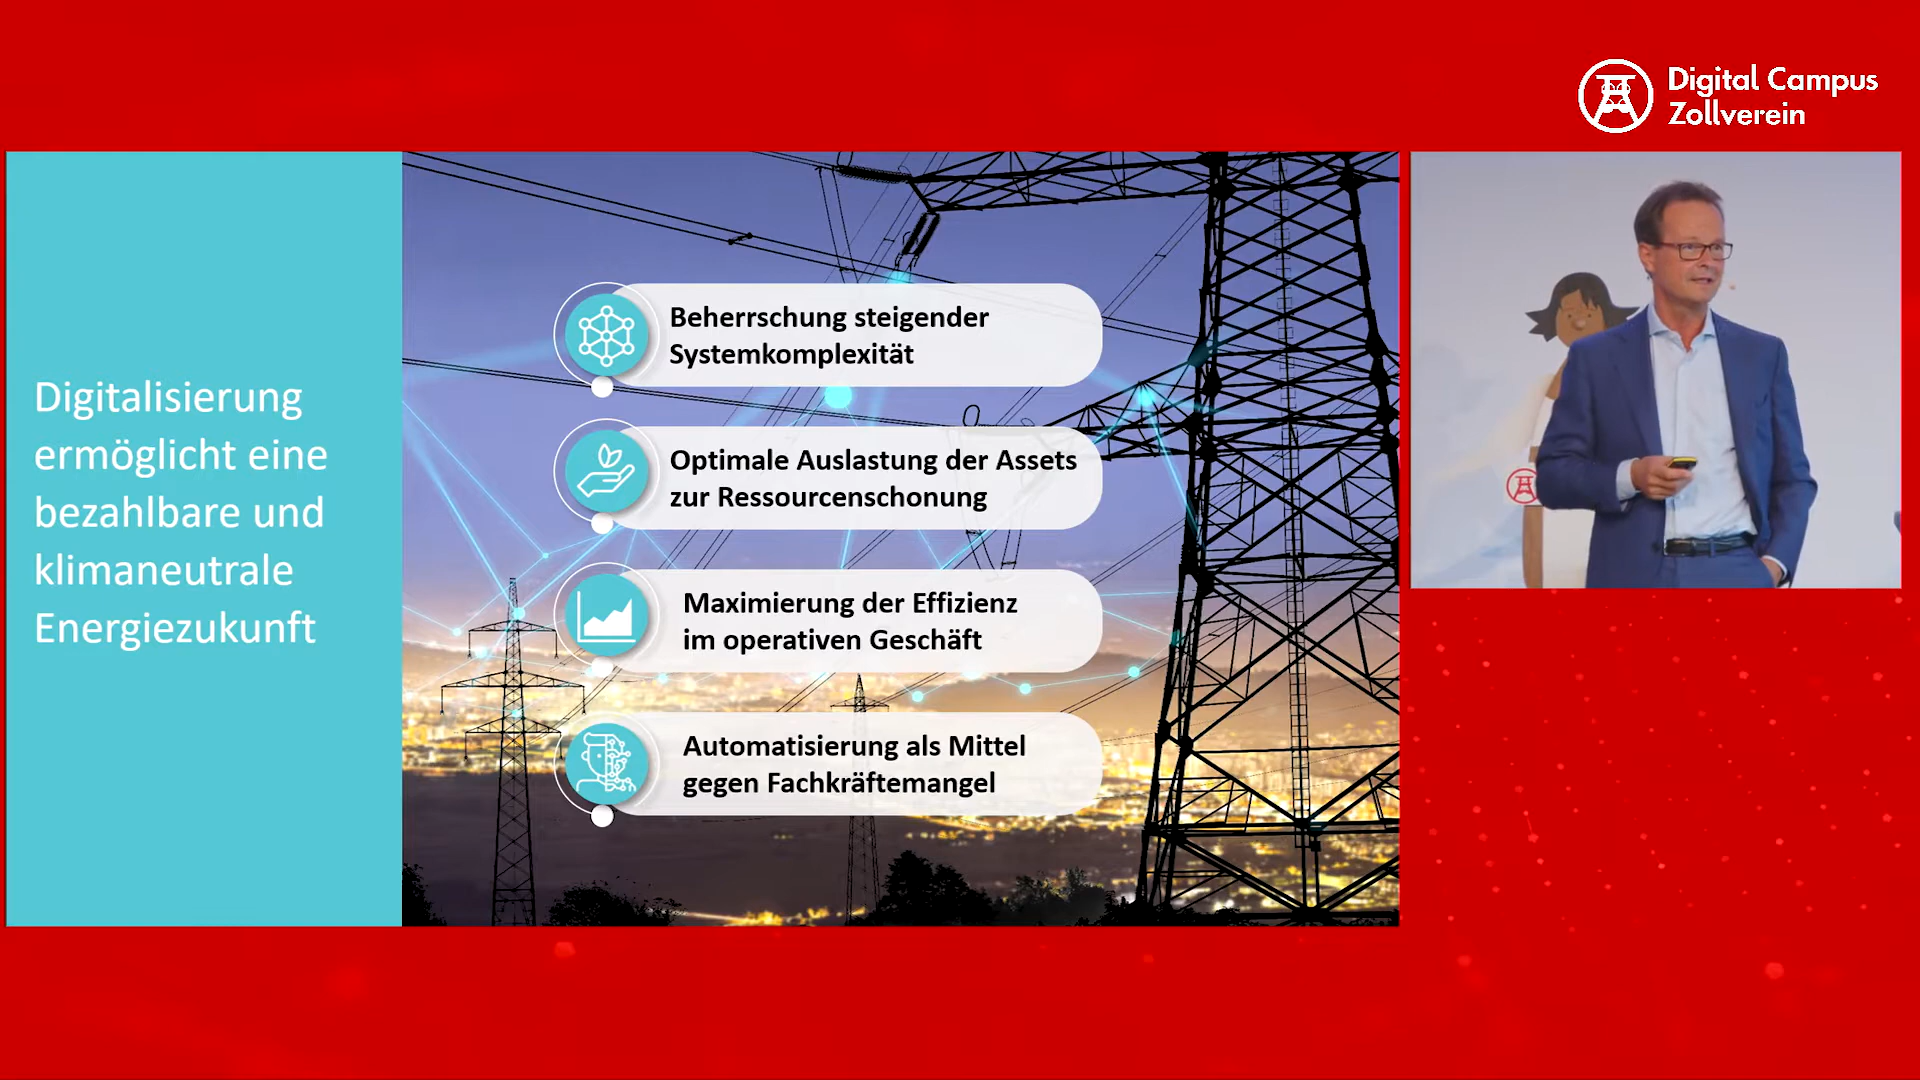 Digital Campus
Zollverein
Digitalisierung
ermöglicht eine
bezahlbare und
klimaneutrale
Energiezukunft
Beherrschung steigender
Systemkomplexität
Optimale Auslastung der Assets
zur Ressourcenschonung
Maximierung der Effizienz
im operativen Geschäft
Automatisierung als Mittel
gegen Fachkräftemangel